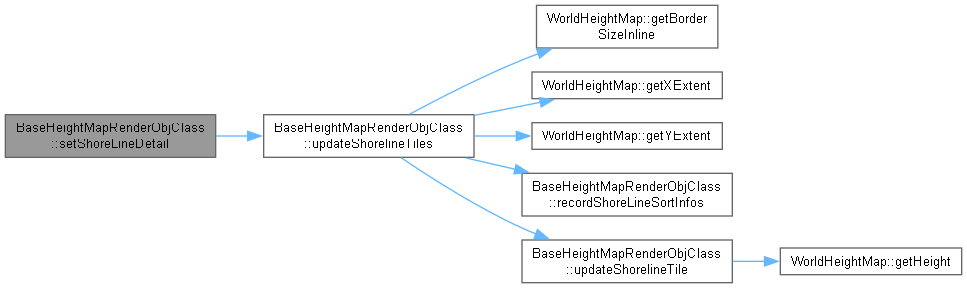 WorldHeightMap::getBorder
SizeInline
WorldHeightMap::getXExtent
BaseHeightMapRenderObjClass
::setShoreLineDetail
BaseHeightMapRenderObjClass
::updateShorelineTiles
WorldHeightMap::getYExtent
BaseHeightMapRenderObjClass
::recordShoreLineSortInfos
BaseHeightMapRenderObjClass
::updateShorelineTile
WorldHeightMap::getHeight